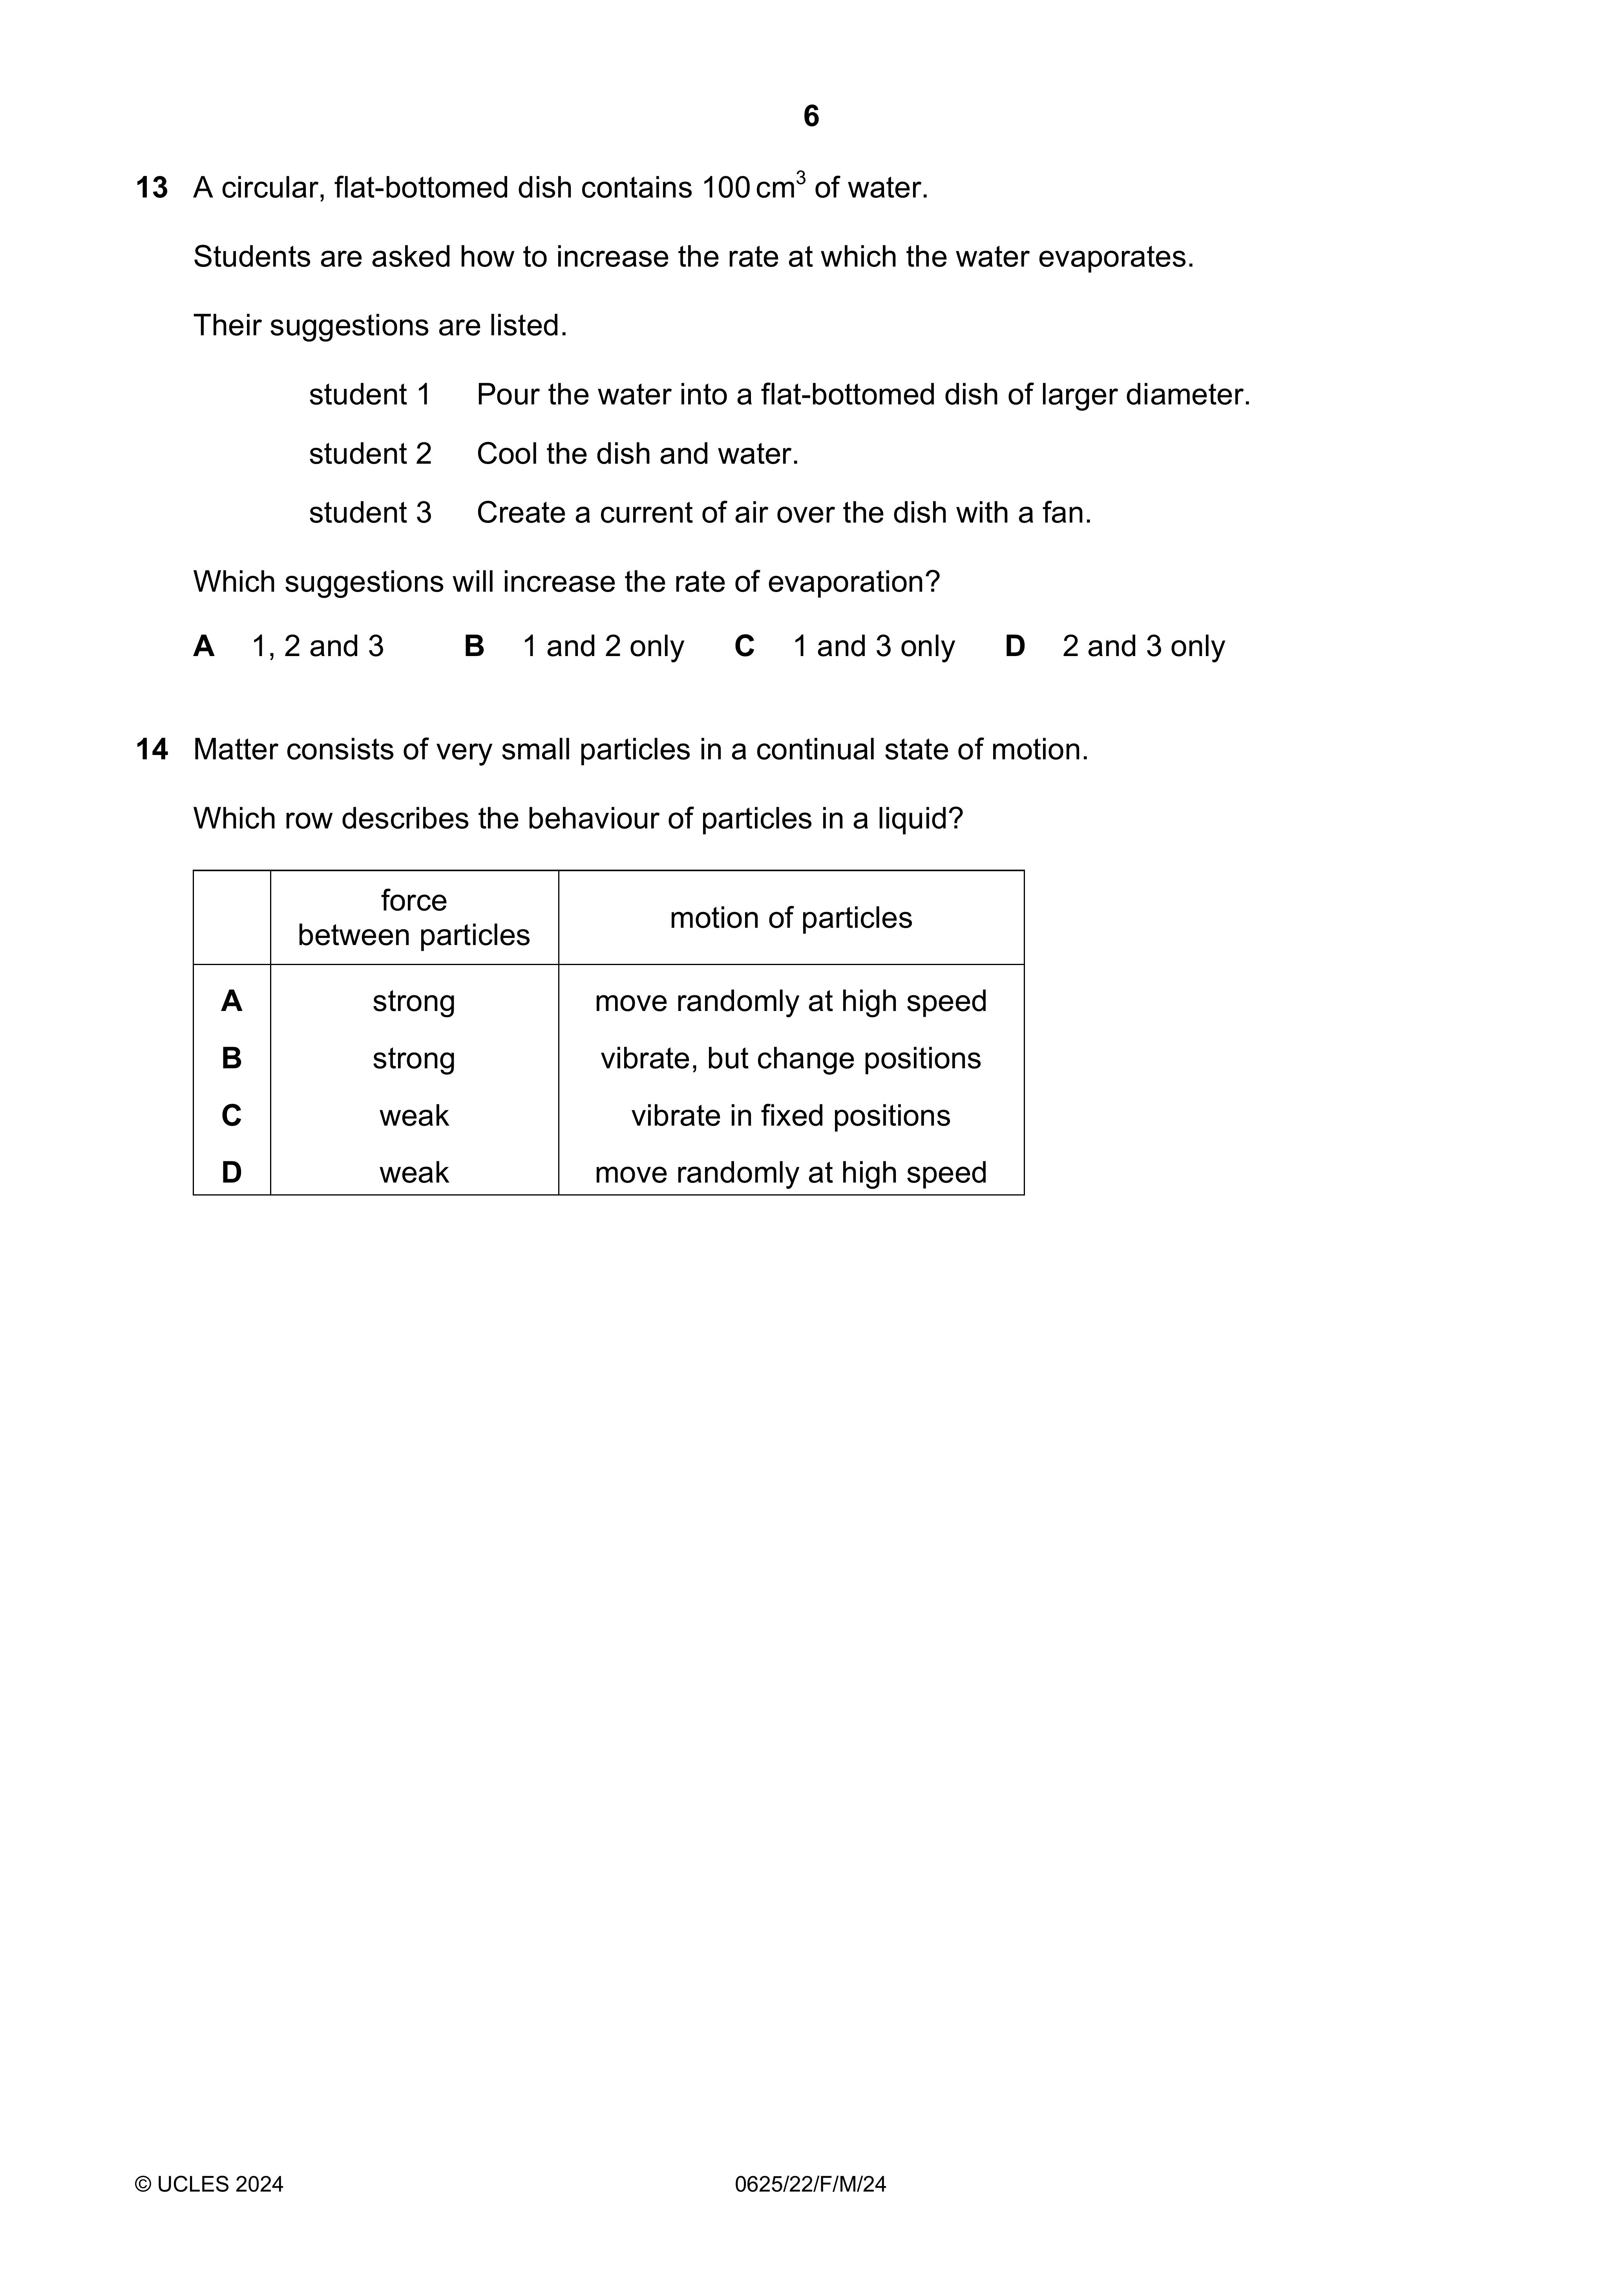 6
13 A circular, flat-bottomed dish contains 100 cm³ of water.
Students are asked how to increase the rate at which the water evaporates.
Their suggestions are listed.
student 1 Pour the water into a flat-bottomed dish of larger diameter.
student 2 Cool the dish and water.
student 3 Create a current of air over the dish with a fan.
Which suggestions will increase the rate of evaporation?
A 1, 2 and 3 B 1 and 2 only C 1 and 3 only D 2 and 3 only
14 Matter consists of very small particles in a continual state of motion.
Which row describes the behaviour of particles in a liquid?
force
between particles
motion of particles
A strong move randomly at high speed
B strong vibrate, but change positions
C weak vibrate in fixed positions
D weak move randomly at high speed
© UCLES 2024 0625/22/F/M/24